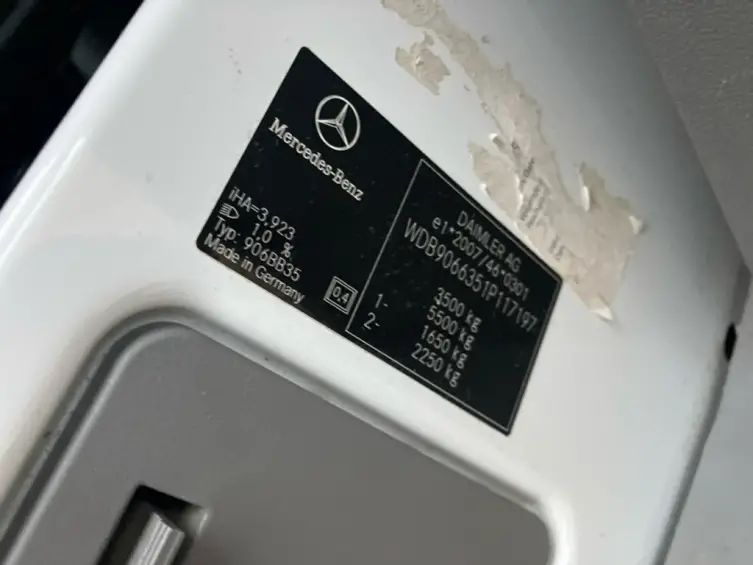 Mercedes-Benz
iHA=3,923
1,0 %
Typ: 906BB35
Made in Germany
0,4
DAIMLER AG
e1*2007/46*0301
WDB9066351P117197
3500 kg
5500 kg
1- 1650 kg
2- 2250 kg